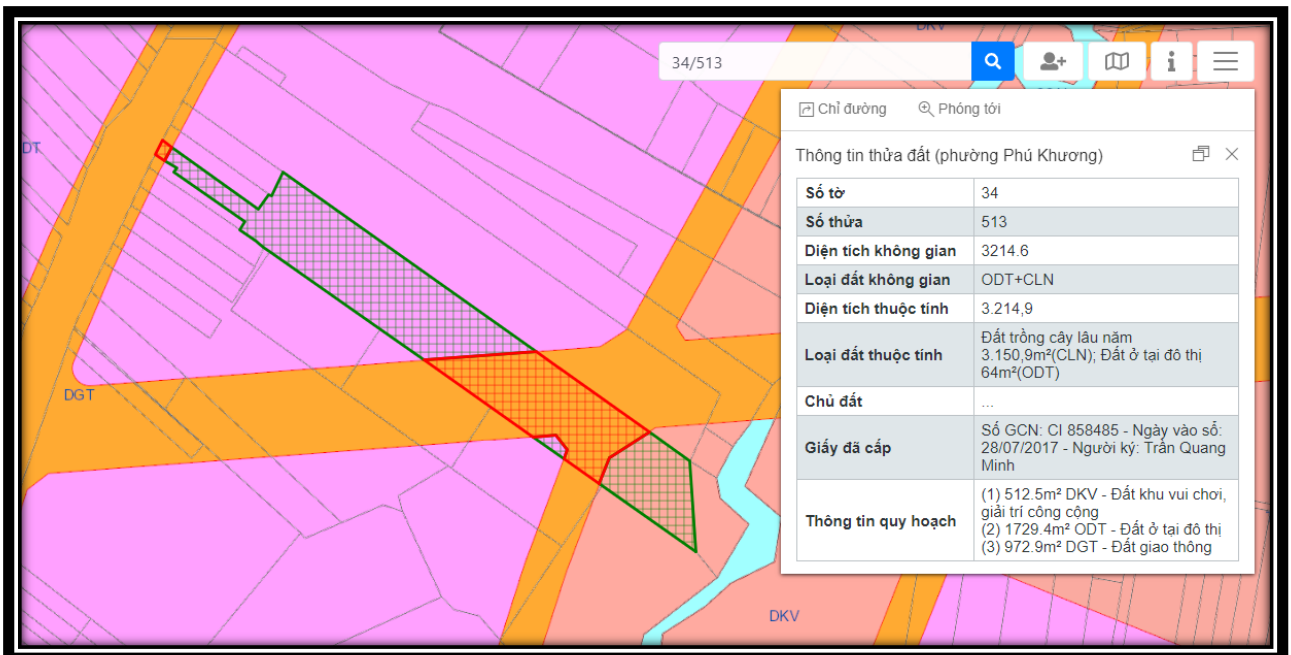 DKV
34/513
Chỉ đường Phóng tới
DT
Thông tin thửa đất (phường Phú Khương)
Số tờ 34
Số thửa 513
Diện tích không gian 3214.6
Loại đất không gian ODT+CLN
Diện tích thuộc tính 3.214,9
Loại đất thuộc tính Đất trồng cây lâu năm
3.150,9m²(CLN); Đất ở tại đô thị
64m²(ODT)
DGT
Chủ đất ...
Giấy đã cấp Số GCN: CI 858485 - Ngày vào sổ:
28/07/2017 - Người ký: Trần Quang
Minh
Thông tin quy hoạch (1) 512.5m² DKV - Đất khu vui chơi,
giải trí công cộng
(2) 1729.4m² ODT - Đất ở tại đô thị
(3) 972.9m² DGT - Đất giao thông
DKV